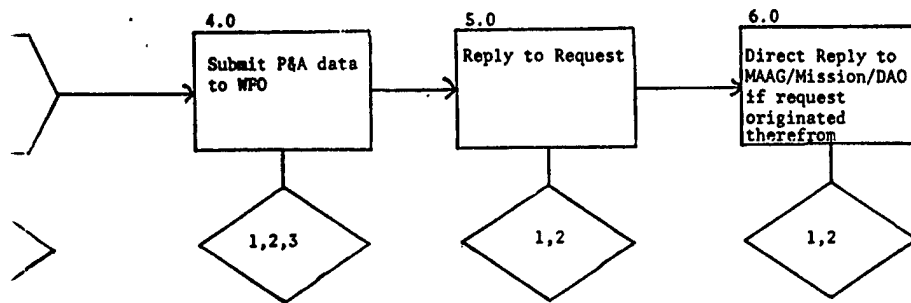 4.0
Submit P&A data
to WPO
1,2,3
5.0
Reply to Request
1,2
6.0
Direct Reply to
MAAG/Mission/DAO
if request
originated
therefrom
1,2